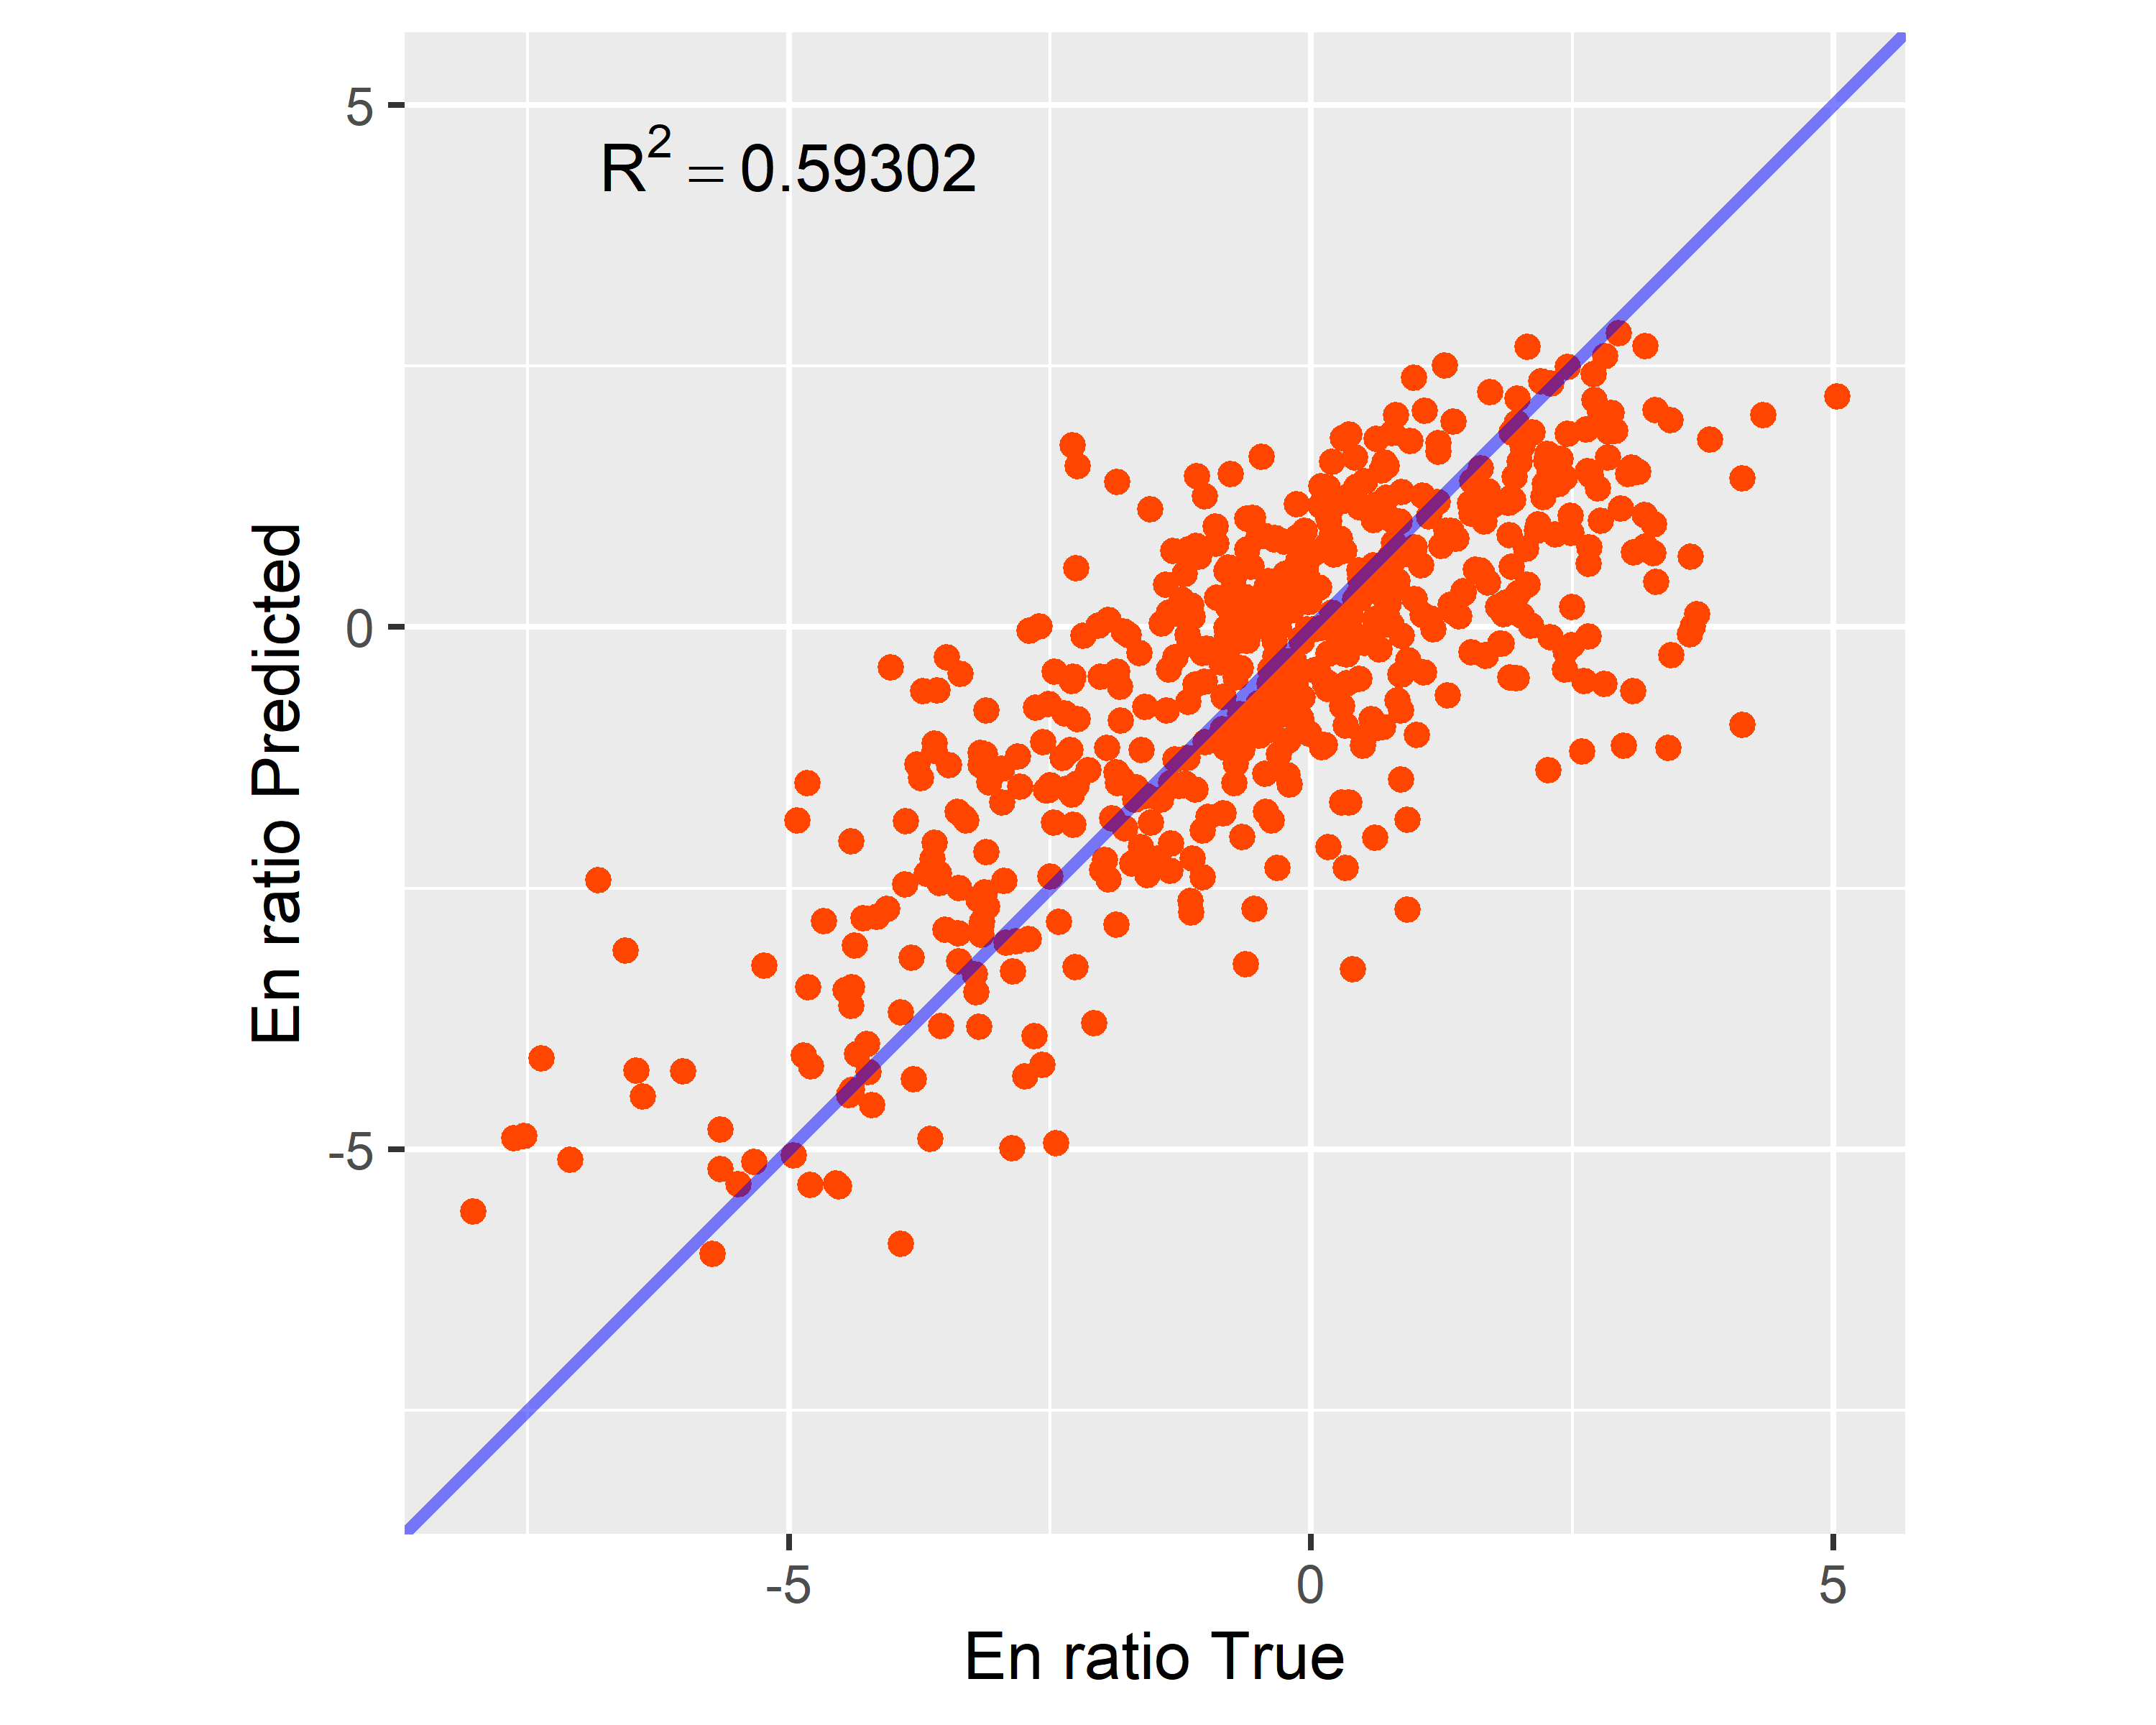 5
R² = 0.59302
0
-5
-5 0 5
En ratio Predicted
En ratio True